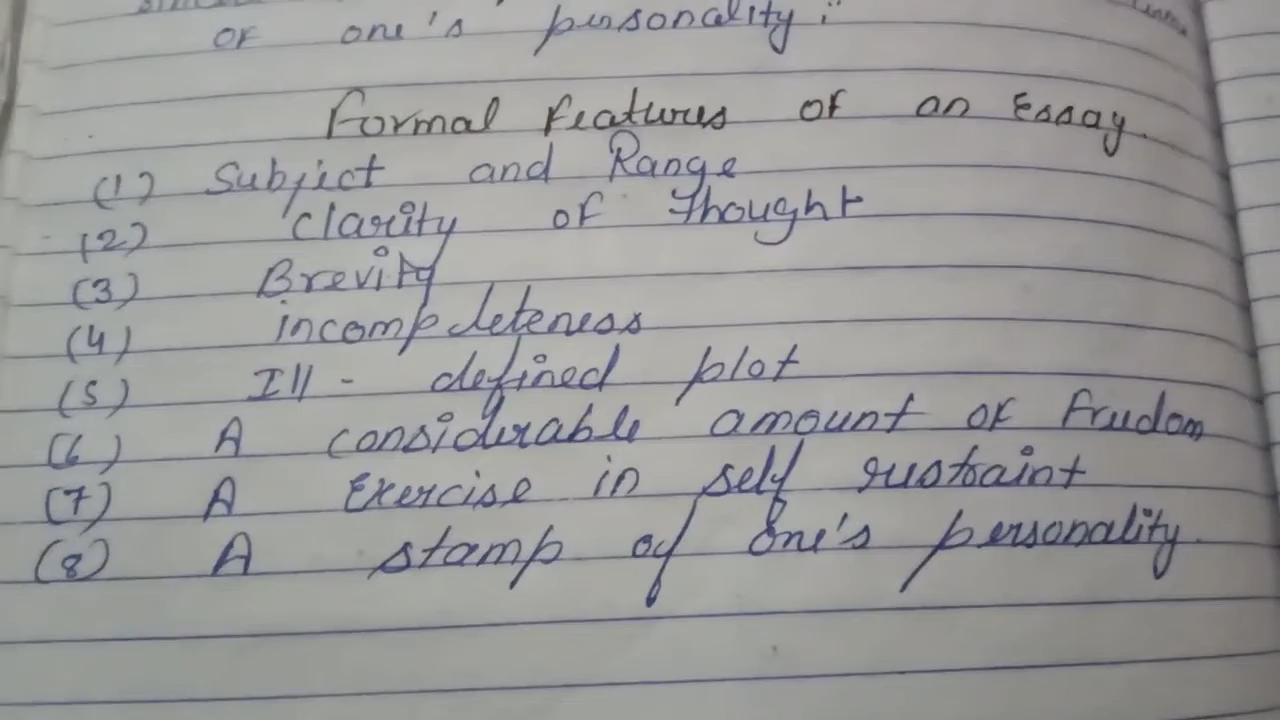 of one's personality:
Formal Features of an Essay.
(1) Subject and Range
(2) Clarity of Thought
(3) Brevity
(4) incompleteness
(5) Ill-defined plot
(6) A considerable amount of Freedom
(7) A Exercise in self restraint
(8) A stamp of one's personality.